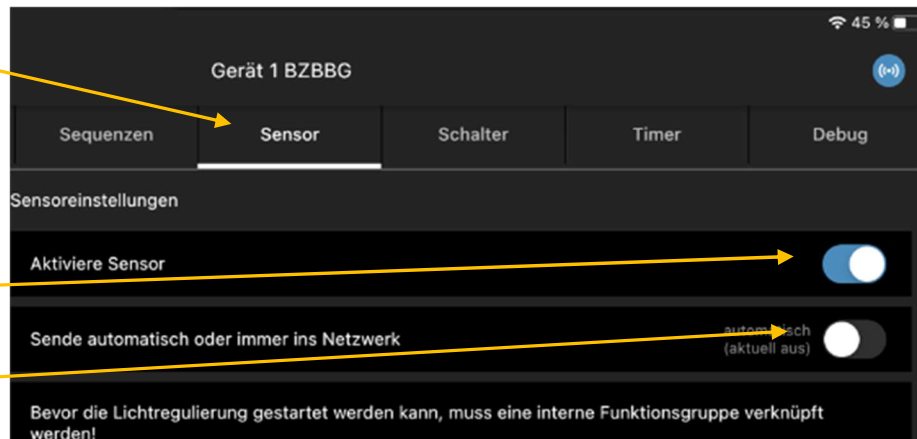 45 %
Gerät 1 BZBBG
Sequenzen Sensor Schalter Timer Debug
Sensoreinstellungen
Aktiviere Sensor
Sende automatisch oder immer ins Netzwerk
automatisch
(aktuell aus)
Bevor die Lichtregulierung gestartet werden kann, muss eine interne Funktionsgruppe verknüpft
werden!